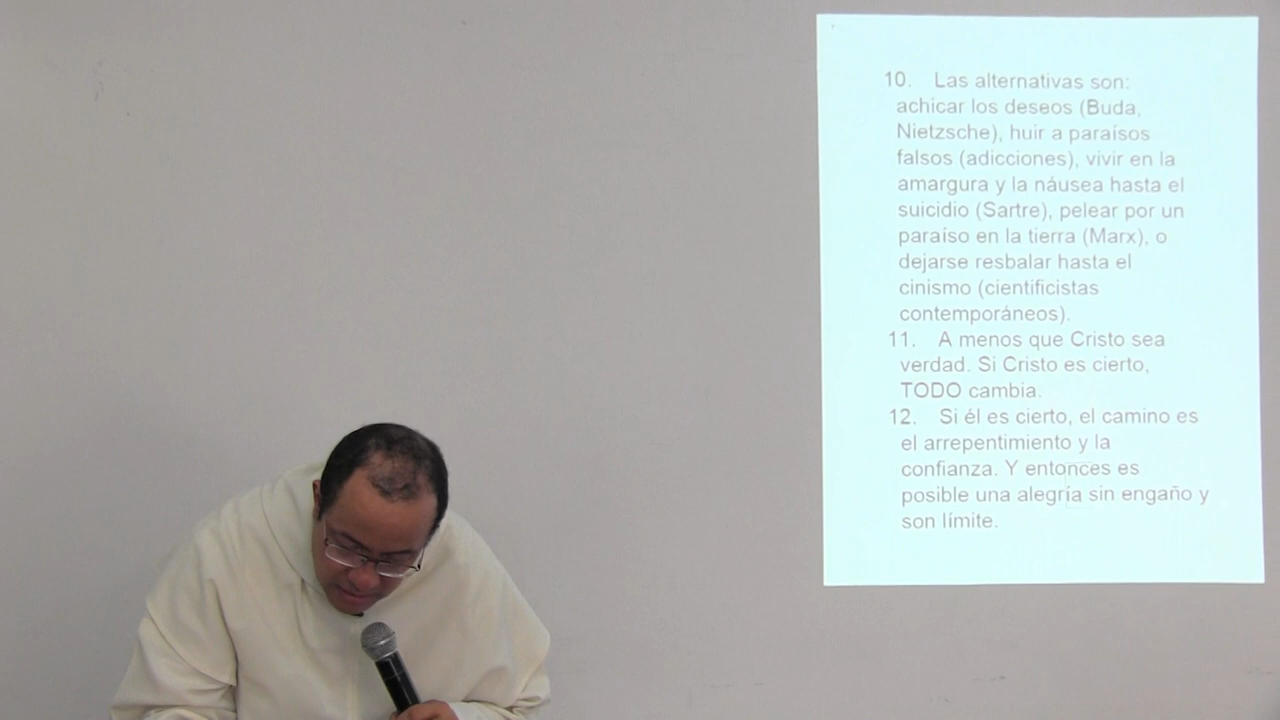 10. Las alternativas son:
achicar los deseos (Buda,
Nietzsche), huir a paraísos
falsos (adicciones), vivir en la
amargura y la náusea hasta el
suicidio (Sartre), pelear por un
paraíso en la tierra (Marx), o
dejarse resbalar hasta el
cinismo (cientificistas
contemporáneos).
11. A menos que Cristo sea
verdad. Si Cristo es cierto,
TODO cambia.
12. Si él es cierto, el camino es
el arrepentimiento y la
confianza. Y entonces es
posible una alegría sin engaño y
son límite.